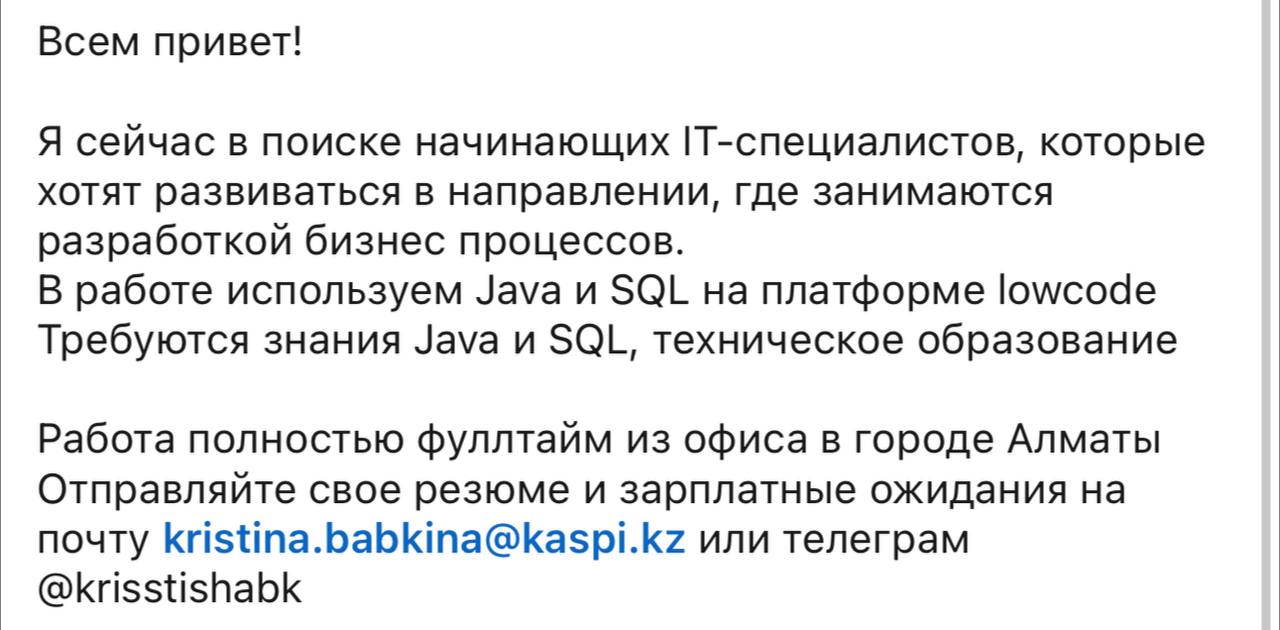 Всем привет!
Я сейчас в поиске начинающих IT-специалистов, которые
хотят развиваться в направлении, где занимаются
разработкой бизнес процессов.
В работе используем Java и SQL на платформе lowcode
Требуются знания Java и SQL, техническое образование
Работа полностью фуллтайм из офиса в городе Алматы
Отправляйте свое резюме и зарплатные ожидания на
почту kristina.babkina@kaspi.kz или телеграм
@krisstishabk